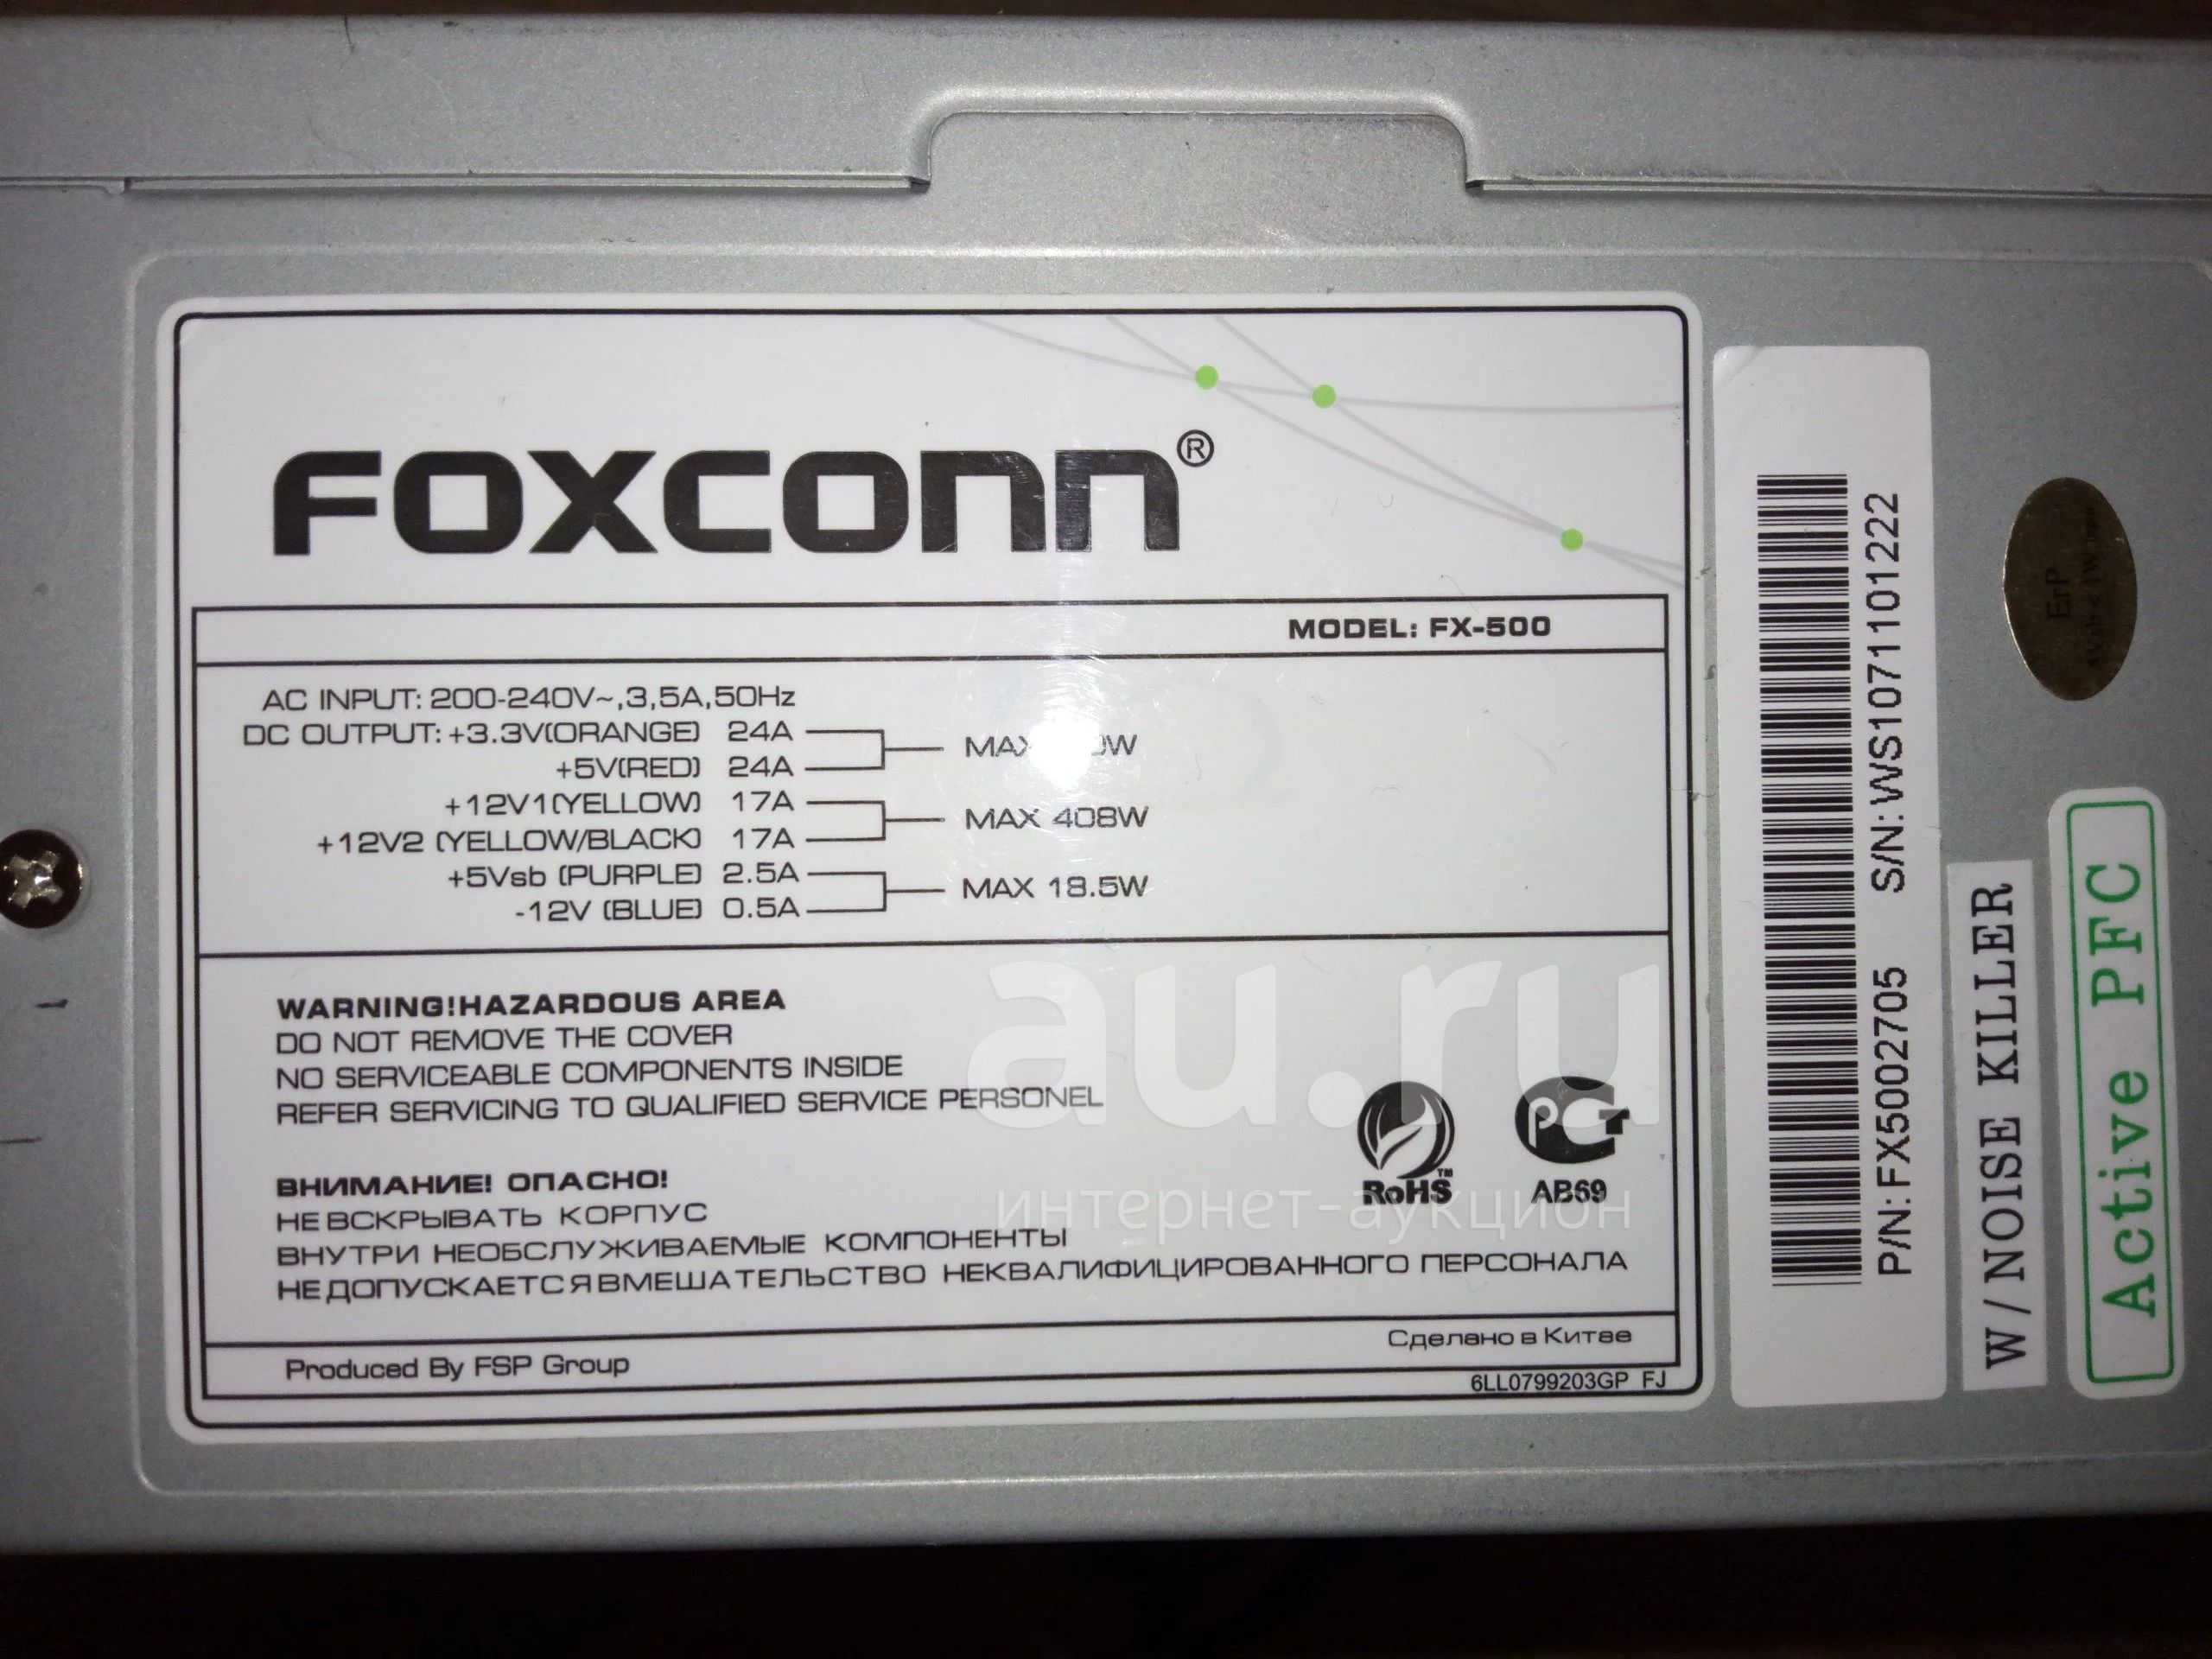 FOXCONN®
MODEL: FX-500
AC INPUT: 200-240V~,3,5A,50Hz
DC OUTPUT: +3.3V(ORANGE) 24A
MAX
+5V(RED) 24A
+12V1(YELLOW) 17A
MAX 408W
+12V2 (YELLOW/BLACK) 17A
+5Vsb (PURPLE) 2.5A
MAX 18.5W
-12V (BLUE) 0.5A
WARNING!HAZARDOUS AREA
DO NOT REMOVE THE COVER
NO SERVICEABLE COMPONENTS INSIDE
REFER SERVICING TO QUALIFIED SERVICE PERSONEL
ВНИМАНИЕ! ОПАСНО!
НЕ ВСКРЫВАТЬ КОРПУС
ВНУТРИ НЕОБСЛУЖИВАЕМЫЕ КОМПОНЕНТЫ
НЕ ДОПУСКАЕТСЯ ВМЕШАТЕЛЬСТВО НЕКВАЛИФИЦИРОВАННОГО ПЕРСОНАЛА
RoHS™
РСТ
АВ69
Сделано в Китае
Produced By FSP Group
6LL0799203GP FJ
P/N: FX5002705 S/N: WS1071101222
W/NOISE KILLER
Active PFC
ErP
au.ru
интернет-аукцион